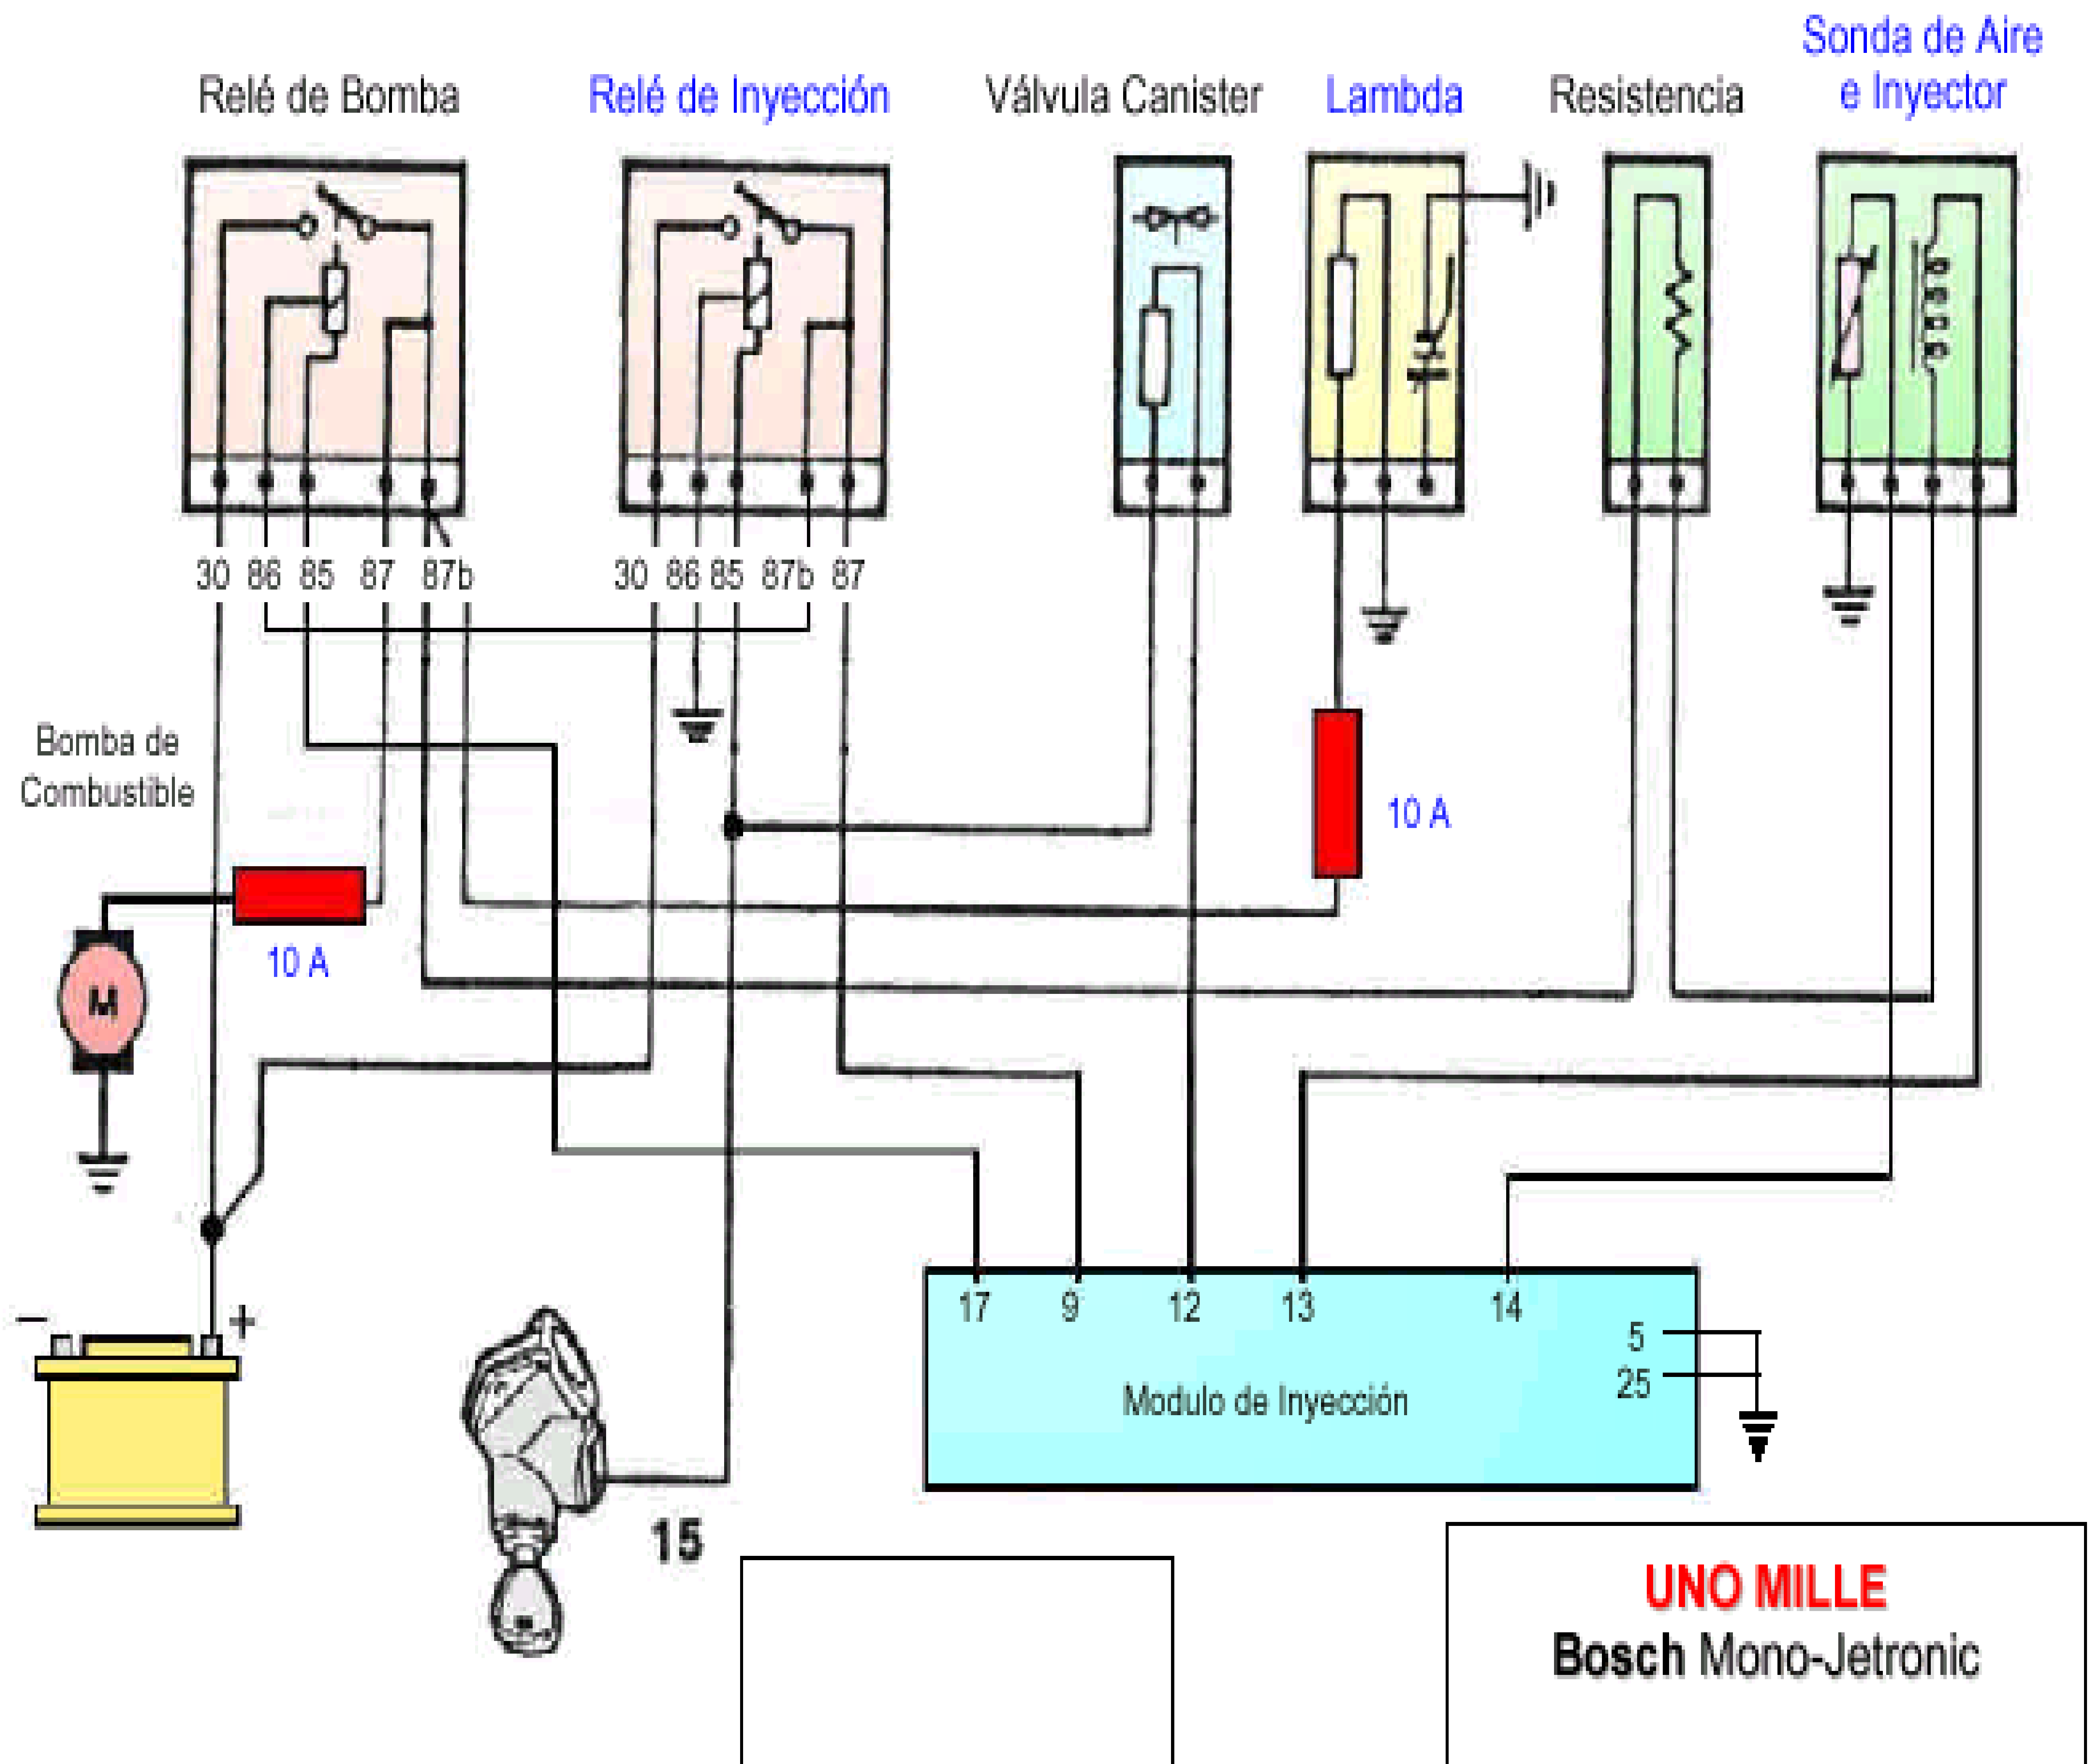 Sonda de Aire
e Inyector
Relé de Bomba
Relé de Inyección
Válvula Canister
Lambda
Resistencia
30 86 85 87 87b
30 86 85 87b 87
Bomba de
Combustible
10 A
10 A
M
- +
17 9 12 13 14
5
25
Modulo de Inyección
15
UNO MILLE
Bosch Mono-Jetronic